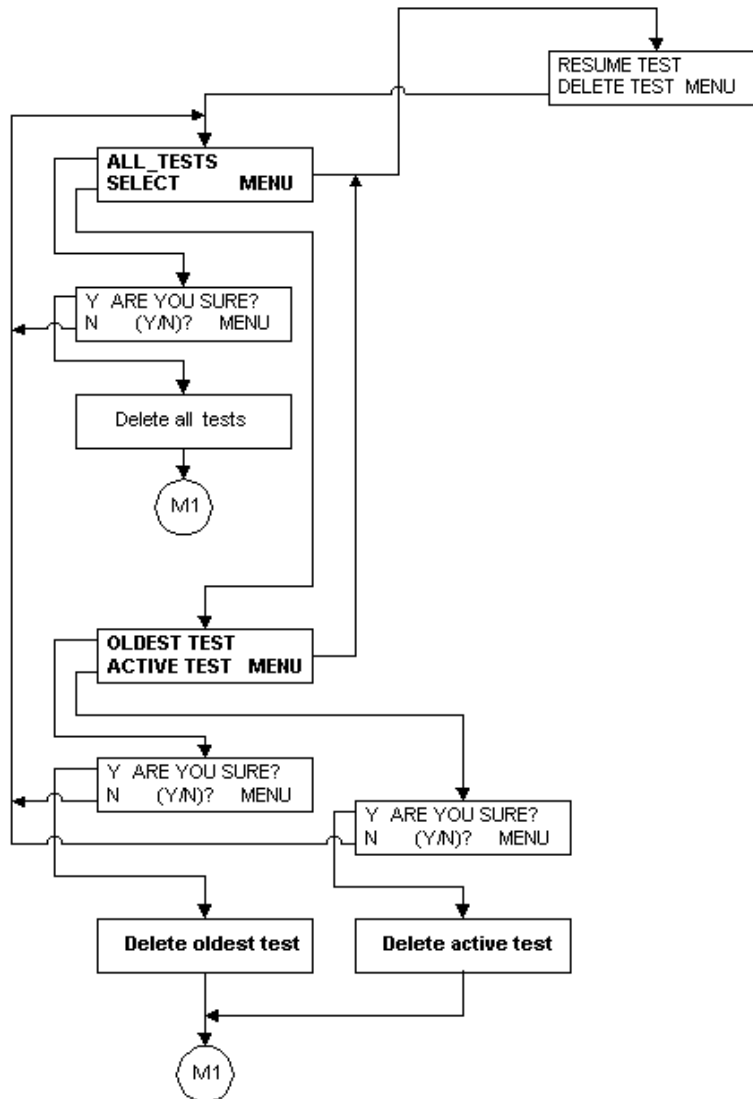 RESUME TEST
DELETE TEST MENU
ALL_TESTS
SELECT MENU
Y ARE YOU SURE?
N (Y/N)? MENU
Delete all tests
M1
OLDEST TEST
ACTIVE TEST MENU
Y ARE YOU SURE?
N (Y/N)? MENU
Y ARE YOU SURE?
N (Y/N)? MENU
Delete oldest test
Delete active test
M1